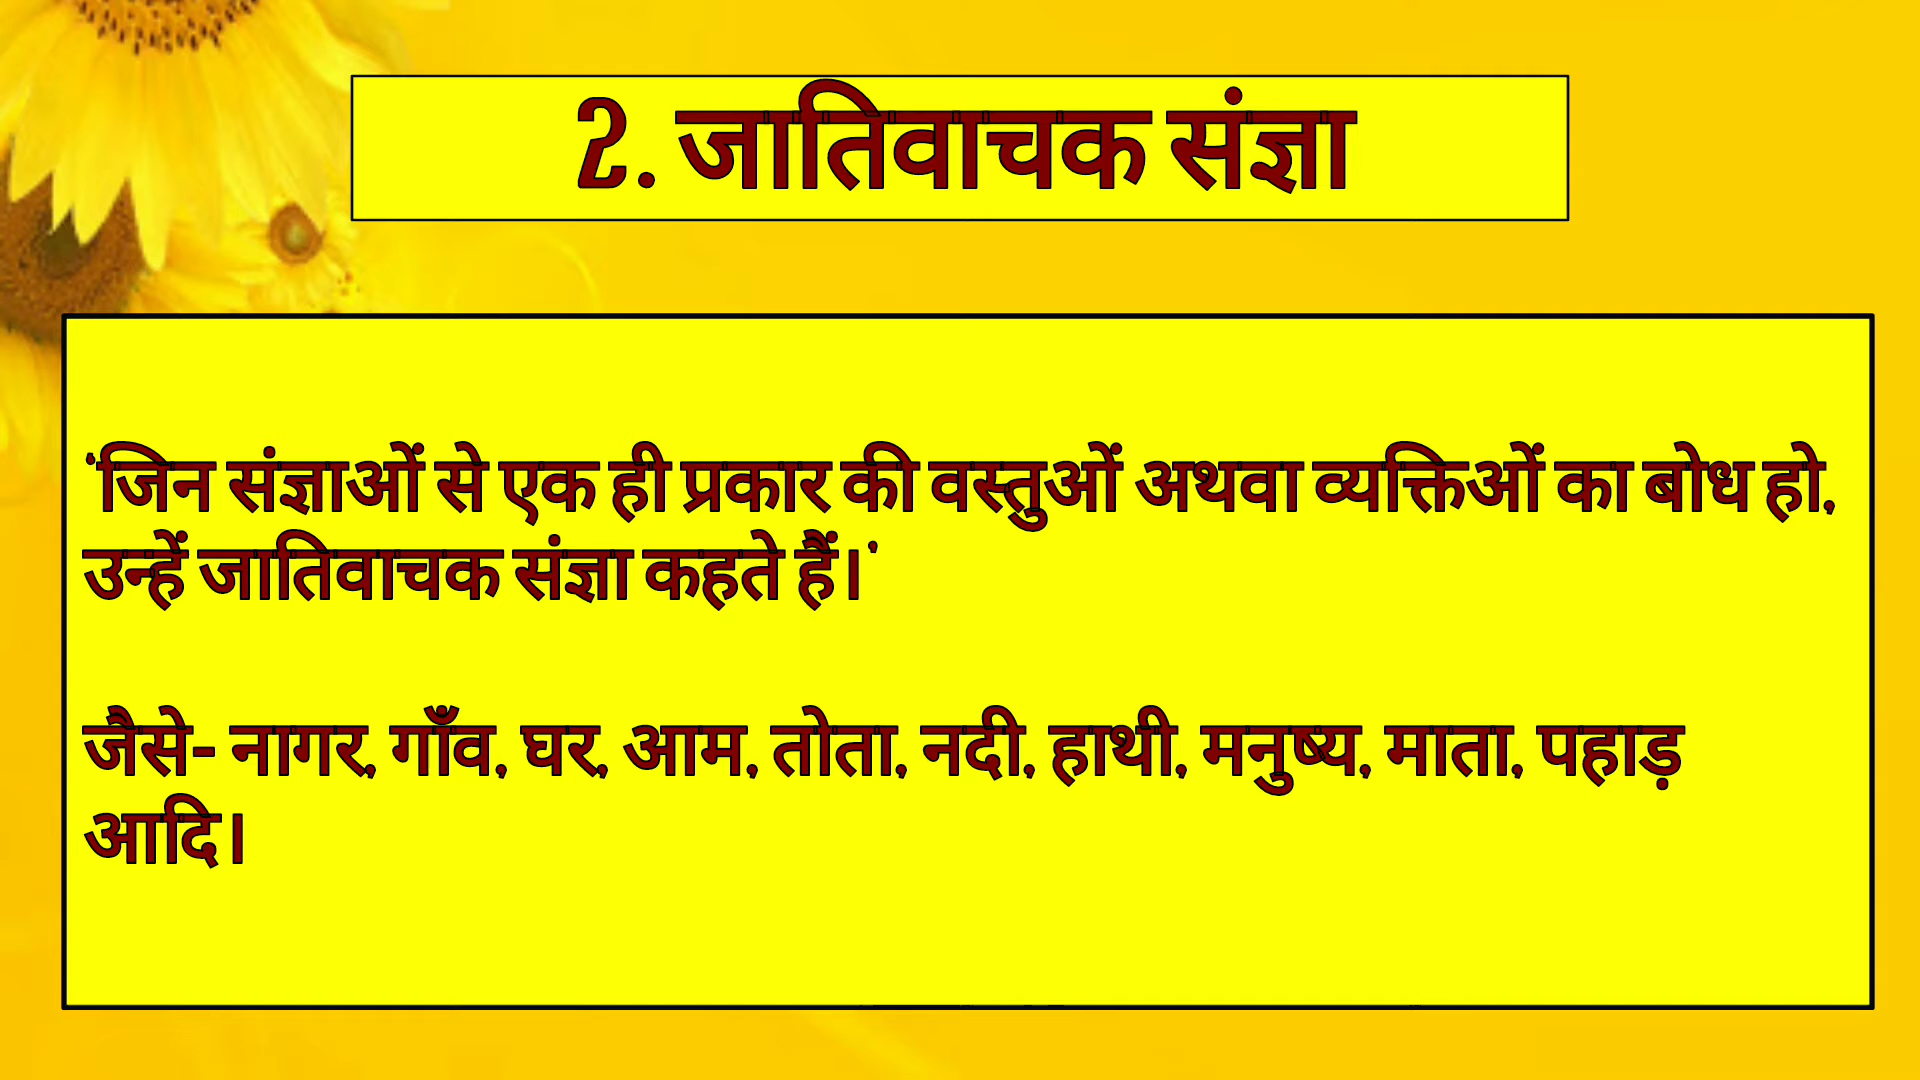 2. जातिवाचक संज्ञा
'जिन संज्ञाओं से एक ही प्रकार की वस्तुओं अथवा व्यक्तिओं का बोध हो,
उन्हें जातिवाचक संज्ञा कहते हैं।'
जैसे- नागर, गाँव, घर, आम, तोता, नदी, हाथी, मनुष्य, माता, पहाड़
आदि।